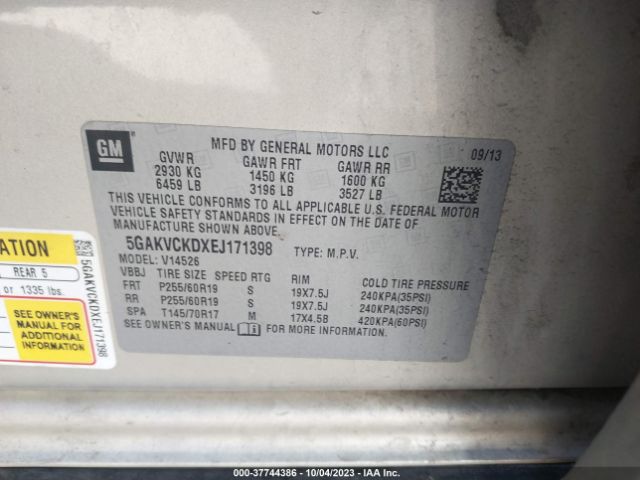 GM
MFD BY GENERAL MOTORS LLC
09/13
GVWR GAWR FRT GAWR RR
2930 KG 1450 KG 1600 KG
6459 LB 3196 LB 3527 LB
THIS VEHICLE CONFORMS TO ALL APPLICABLE U.S. FEDERAL MOTOR
VEHICLE SAFETY STANDARDS IN EFFECT ON THE DATE OF
MANUFACTURE SHOWN ABOVE.
5GAKVCKDXEJ171398 TYPE: M.P.V.
MODEL: V14526
VBBJ TIRE SIZE SPEED RTG RIM COLD TIRE PRESSURE
FRT P255/60R19 S 19X7.5J 240KPA(35PSI)
RR P255/60R19 S 19X7.5J 240KPA(35PSI)
SPA T145/70R17 M 17X4.5B 420KPA(60PSI)
SEE OWNER'S MANUAL FOR MORE INFORMATION
ATION
REAR 5
or 1335 lbs.
SEE OWNER'S
MANUAL FOR
ADDITIONAL
INFORMATION
5GAKVCKDXEJ171398
000-37744386 - 10/04/2023 - IAA Inc.